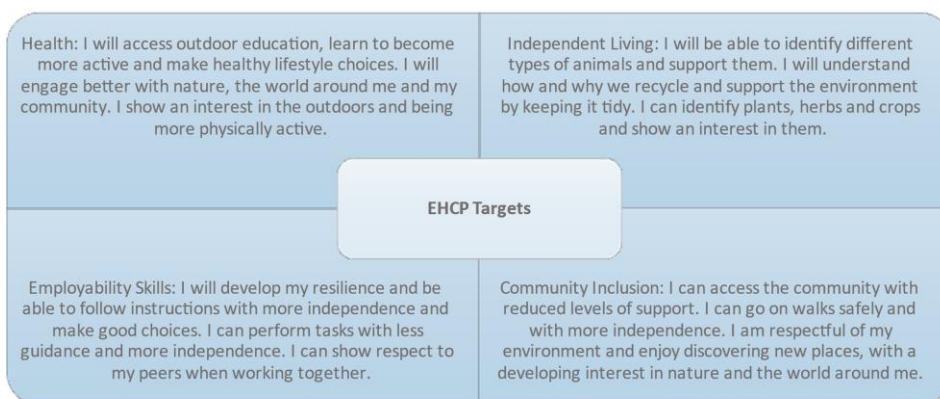 Health: I will access outdoor education, learn to become
more active and make healthy lifestyle choices. I will
engage better with nature, the world around me and my
community. I show an interest in the outdoors and being
more physically active.
Independent Living: I will be able to identify different
types of animals and support them. I will understand
how and why we recycle and support the environment
by keeping it tidy. I can identify plants, herbs and crops
and show an interest in them.
EHCP Targets
Employability Skills: I will develop my resilience and be
able to follow instructions with more independence and
make good choices. I can perform tasks with less
guidance and more independence. I can show respect to
my peers when working together.
Community Inclusion: I can access the community with
reduced levels of support. I can go on walks safely and
with more independence. I am respectful of my
environment and enjoy discovering new places, with a
developing interest in nature and the world around me.